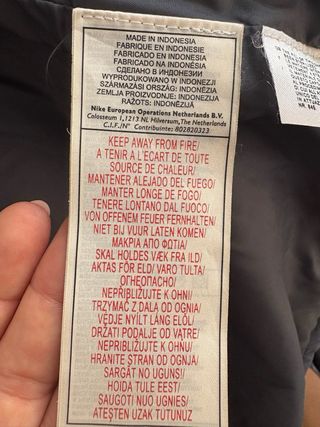 MADE IN INDONESIA
FABRIQUE EN INDONESIE
FABRICADO EN INDONESIA
FABRICADO NA INDONÉSIA
СДЕЛАНО В ИНДОНЕЗИИ
WYPRODUKOWANO W INDONEZJI
SZÁRMAZÁSI ORSZÁG: INDONÉZIA
ZEMLJA PROIZVODNJE: INDONEZIJA
RAŽOTS: INDONĒZIJĀ
Nike European Operations Netherlands B.V.
Colosseum 1,1213 NL Hilversum,The Netherlands
C.I.F./N° Contribuinte: 802820323
KEEP AWAY FROM FIRE/
A TENIR A L'ECART DE TOUTE
SOURCE DE CHALEUR/
MANTENER ALEJADO DEL FUEGO/
MANTER LONGE DE FOGO/
TENERE LONTANO DAL FUOCO/
VON OFFENEM FEUER FERNHALTEN/
NIET BIJ VUUR LATEN KOMEN/
ΜΑΚΡΙΑ ΑΠΟ ΦΩΤΙΑ/
SKAL HOLDES VÆK FRA ILD/
AKTAS FÖR ELD/ VARO TULTA/
ОГНЕОПАСНО/
NEPRIBLIŽUJTE K OHNI/
TRZYMAĆ Z DALA OD OGNIA/
VĚDJE NYÍLT LÁNG ELŐL/
DRŽATI PODALJE OD VATRE/
NEPRIBLIŽUJTE K OHNI/
HRANITE STRAN OD OGNJA/
SARGĀT NO UGUNS/
HOIDA TULE EEST/
SAUGOTI NUO UGNIES/
ATEŞTEN UZAK TUTUNUZ